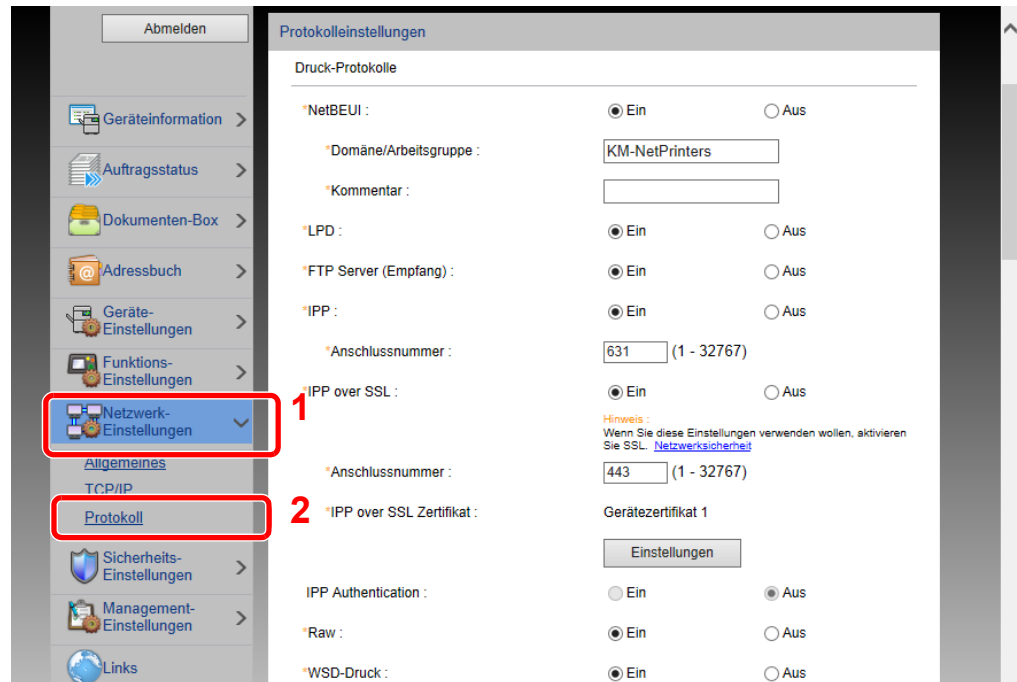 Abmelden
Geräteinformation
Auftragsstatus
Dokumenten-Box
Adressbuch
Geräte-
Einstellungen
Funktions-
Einstellungen
Netzwerk-
Einstellungen
1
Allgemeines
TCP/IP
Protokoll
2
Sicherheits-
Einstellungen
Management-
Einstellungen
Links
Protokolleinstellungen
Druck-Protokolle
*NetBEUI : Ein Aus
*Domäne/Arbeitsgruppe : KM-NetPrinters
*Kommentar :
*LPD : Ein Aus
*FTP Server (Empfang) : Ein Aus
*IPP : Ein Aus
*Anschlussnummer : 631 (1 - 32767)
*IPP over SSL : Ein Aus
Hinweis :
Wenn Sie diese Einstellungen verwenden wollen, aktivieren
Sie SSL. Netzwerksicherheit
*Anschlussnummer : 443 (1 - 32767)
*IPP over SSL Zertifikat : Gerätezertifikat 1
Einstellungen
IPP Authentication : Ein Aus
*Raw : Ein Aus
*WSD-Druck : Ein Aus